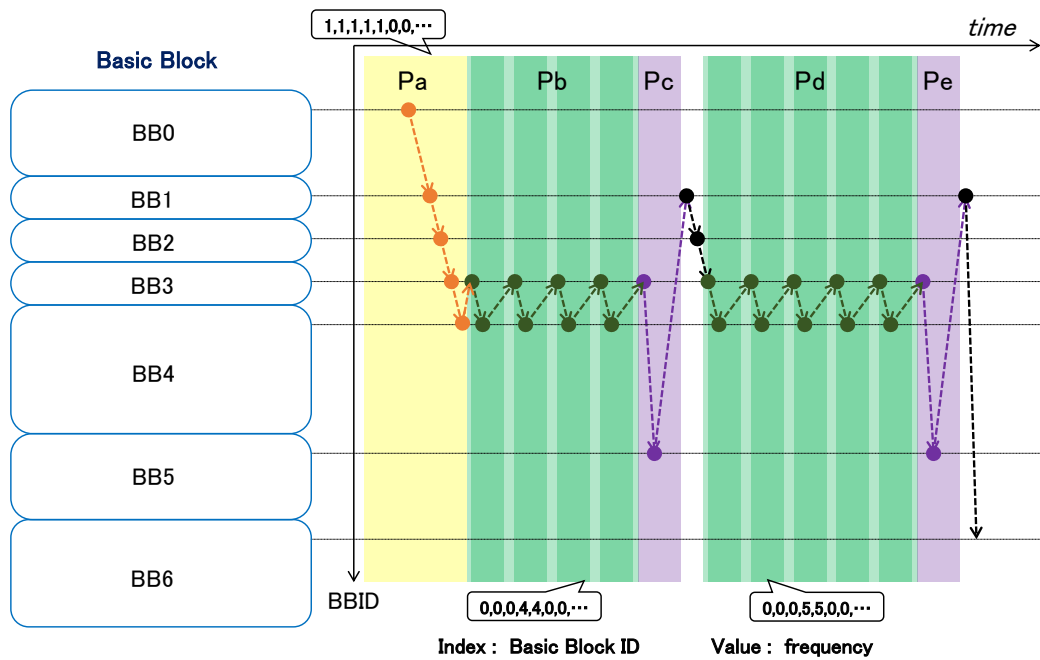 1,1,1,1,1,0,0,…
time
Basic Block
Pa
Pb
Pc
Pd
Pe
BB0
BB1
BB2
BB3
BB4
BB5
BB6
BBID
0,0,0,4,4,0,0,…
0,0,0,5,5,0,0,…
Index : Basic Block ID
Value : frequency